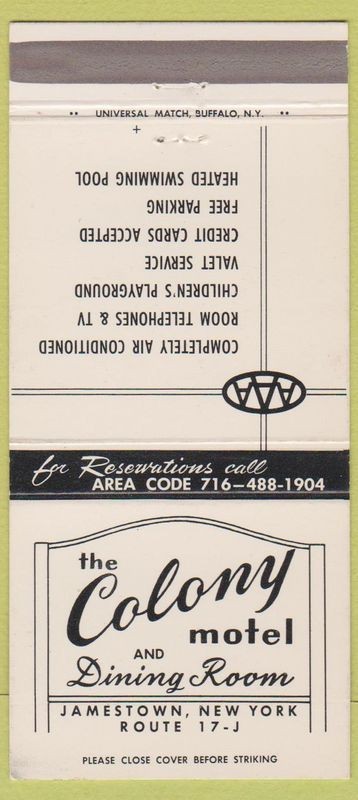 UNIVERSAL MATCH, BUFFALO, N.Y.
COMPLETELY AIR CONDITIONED
ROOM TELEPHONES & TV
CHILDREN'S PLAYGROUND
VALET SERVICE
CREDIT CARDS ACCEPTED
FREE PARKING
HEATED SWIMMING POOL
AAA
for Reservations call
AREA CODE 716-488-1904
the
Colony
motel
AND
Dining Room
JAMESTOWN, NEW YORK
ROUTE 17-J
PLEASE CLOSE COVER BEFORE STRIKING